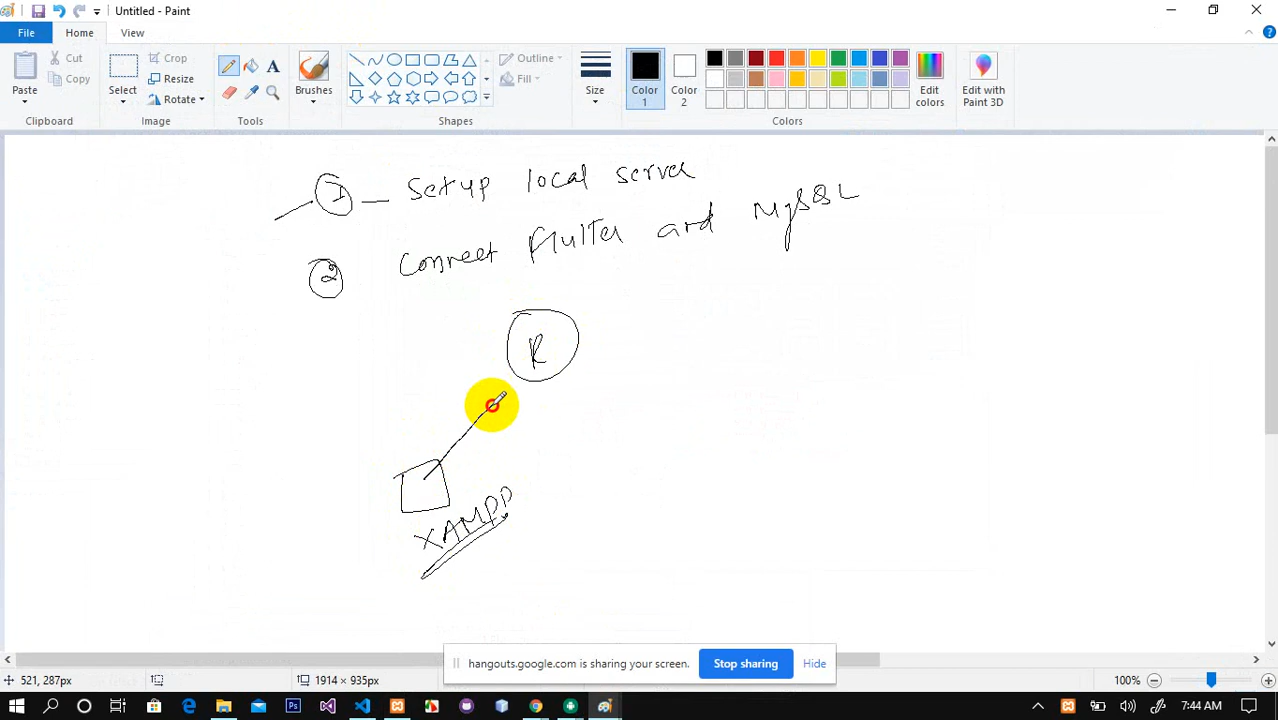 Untitled - Paint
File Home View
Cut
Copy
Paste
Clipboard
Crop
Resize
Rotate
Select
Image
Tools
Brushes
Outline
Fill
Shapes
Size
Color 1
Color 2
Edit colors
Colors
Edit with Paint 3D
1 - Setup local server
2 Connect flutter and MySQL
R
XAMPP
hangouts.google.com is sharing your screen. Stop sharing Hide
521, 287px 1914 × 935px 100%
7:44 AM